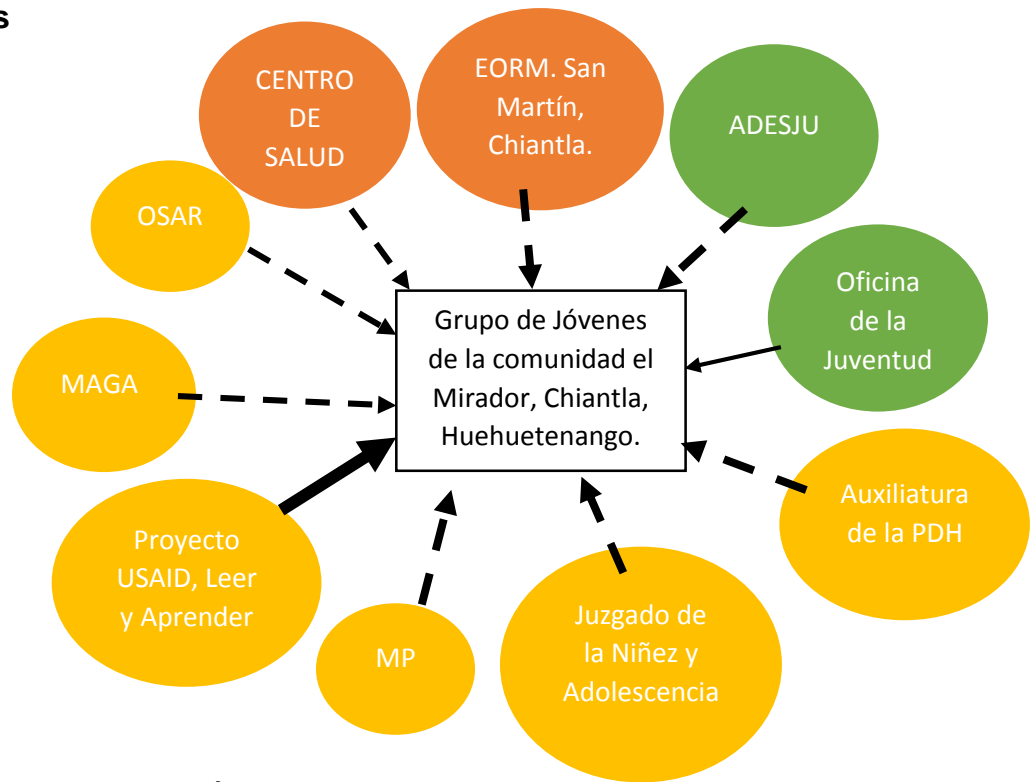 s
CENTRO
DE
SALUD
EORM. San
Martín,
Chiantla.
ADESJU
OSAR
Oficina
de la
Juventud
Grupo de Jóvenes
de la comunidad el
Mirador, Chiantla,
Huehuetenango.
MAGA
Auxiliatura
de la PDH
Proyecto
USAID, Leer
y Aprender
MP
Juzgado de
la Niñez y
Adolescencia